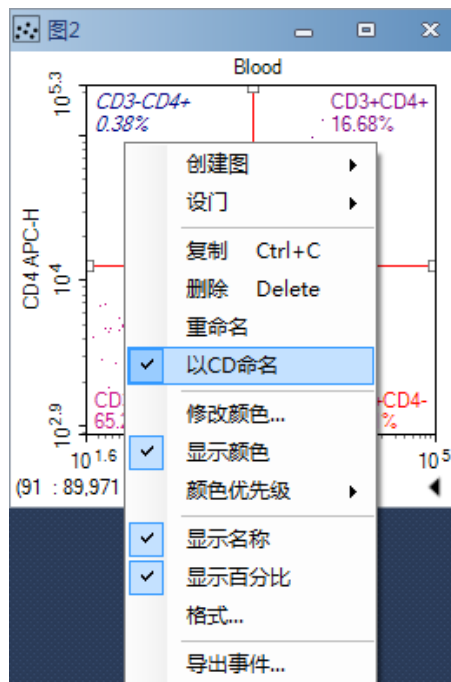 图2
Blood
10^5.3
CD3-CD4+
0.38%
CD3+CD4+
16.68%
CD4 APC-H
10^4
10^2.9
CD
65.2
CD4-
%
10^1.6
10^5
(91 : 89,971
创建图
设门
复制 Ctrl+C
删除 Delete
重命名
以CD命名
修改颜色...
显示颜色
颜色优先级
显示名称
显示百分比
格式...
导出事件...